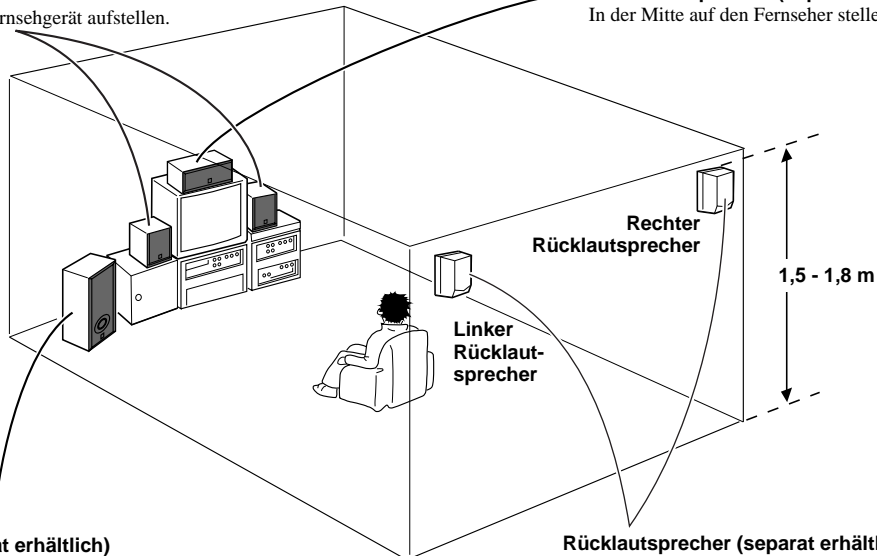 rnsehgerät aufstellen.
In der Mitte auf den Fernseher stelle
Rechter
Rücklautsprecher
1,5 - 1,8 m
Linker
Rücklaut-
sprecher
at erhältlich)
Rücklautsprecher (separat erhältl